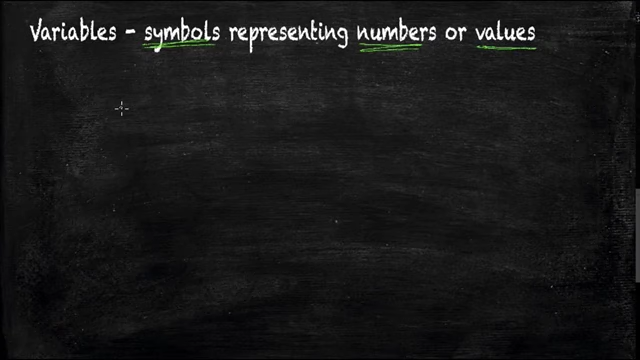 Variables - symbols representing numbers or values